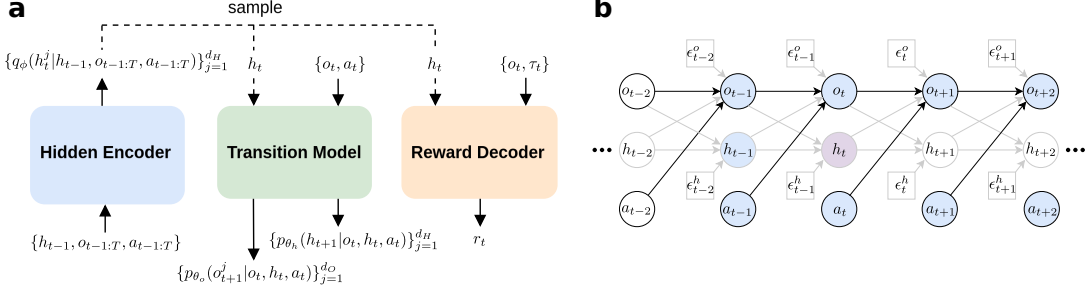 a
sample
{q_ϕ(h_t^j|h_{t−1}, o_{t−1:T}, a_{t−1:T})}_{j=1}^{d_H}
h_t
{o_t, a_t}
h_t
{o_t, τ_t}
Hidden Encoder
Transition Model
Reward Decoder
{h_{t−1}, o_{t−1:T}, a_{t−1:T}}
{p_{θ_h}(h_{t+1}|o_t, h_t, a_t)}_{j=1}^{d_H}
r_t
{p_{θ_o}(o_{t+1}^j|o_t, h_t, a_t)}_{j=1}^{d_O}
b
ϵ_{t−2}^o ϵ_{t−1}^o ϵ_t^o ϵ_{t+1}^o
o_{t−2} o_{t−1} o_t o_{t+1} o_{t+2}
... h_{t−2} h_{t−1} h_t h_{t+1} h_{t+2} ...
ϵ_{t−2}^h ϵ_{t−1}^h ϵ_t^h ϵ_{t+1}^h
a_{t−2} a_{t−1} a_t a_{t+1} a_{t+2}